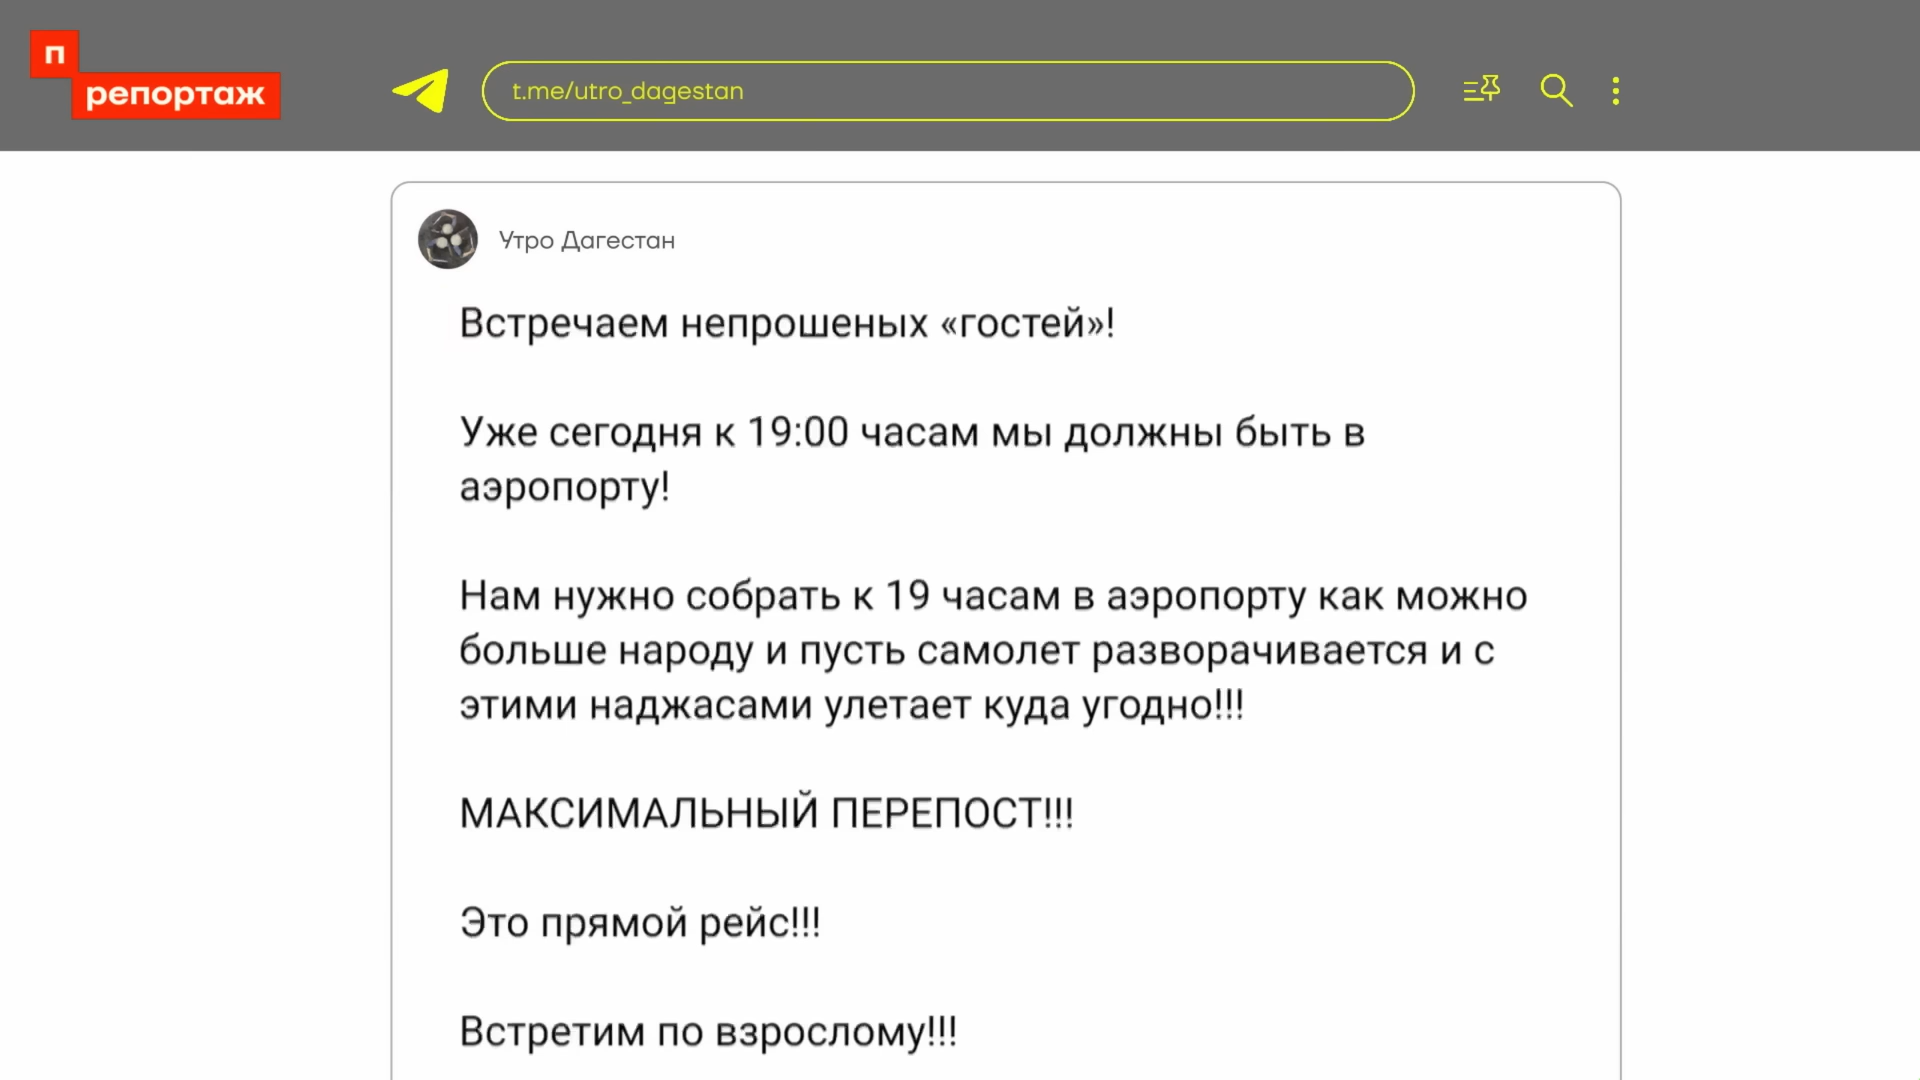 п
репортаж
t.me/utro_dagestan
Утро Дагестан
Встречаем непрошеных «гостей»!
Уже сегодня к 19:00 часам мы должны быть в
аэропорту!
Нам нужно собрать к 19 часам в аэропорту как можно
больше народу и пусть самолет разворачивается и с
этими наджасами улетает куда угодно!!!
МАКСИМАЛЬНЫЙ ПЕРЕПОСТ!!!
Это прямой рейс!!!
Встретим по взрослому!!!